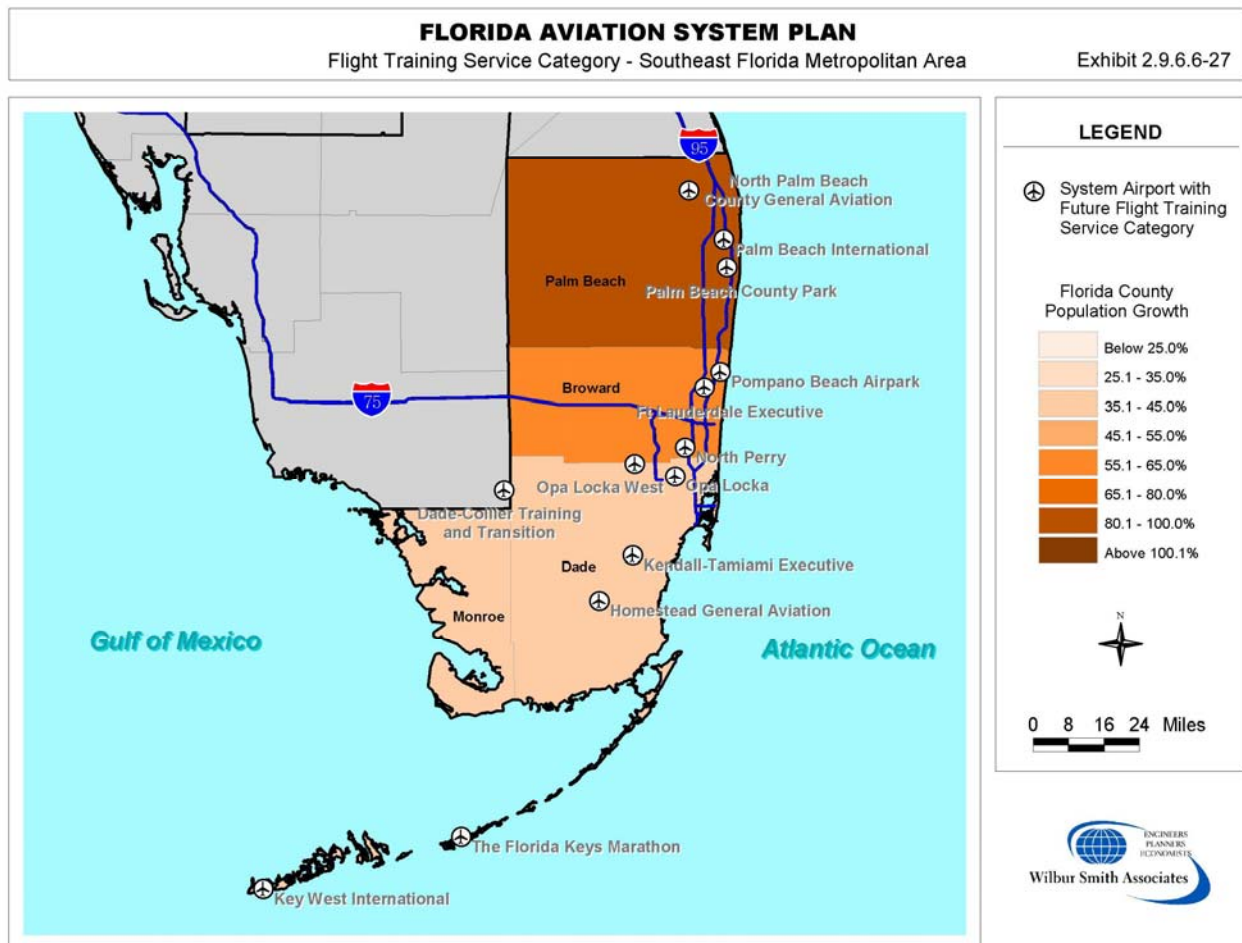 FLORIDA AVIATION SYSTEM PLAN
Flight Training Service Category - Southeast Florida Metropolitan Area
Exhibit 2.9.6.6-27
95
North Palm Beach
County General Aviation
Palm Beach International
Palm Beach
Palm Beach County Park
Pompano Beach Airpark
Broward
75
Ft Lauderdale Executive
North Perry
Opa Locka West
Opa Locka
Dade-Collier Training
and Transition
Kendall-Tamiami Executive
Dade
Homestead General Aviation
Monroe
Gulf of Mexico
Atlantic Ocean
The Florida Keys Marathon
Key West International
LEGEND
System Airport with
Future Flight Training
Service Category
Florida County
Population Growth
Below 25.0%
25.1 - 35.0%
35.1 - 45.0%
45.1 - 55.0%
55.1 - 65.0%
65.1 - 80.0%
80.1 - 100.0%
Above 100.1%
N
0 8 16 24 Miles
ENGINEERS
PLANNERS
ECONOMISTS
Wilbur Smith Associates